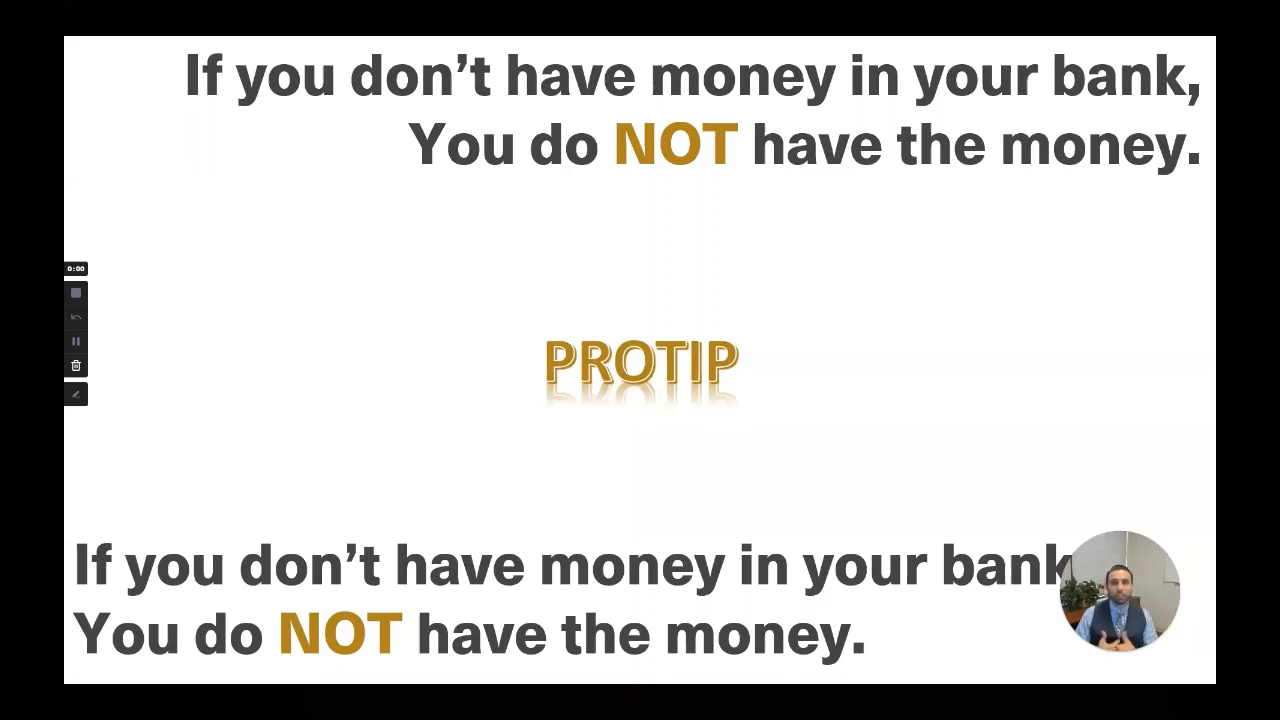 If you don’t have money in your bank,
You do NOT have the money.
0:00
PROTIP
If you don’t have money in your bank
You do NOT have the money.